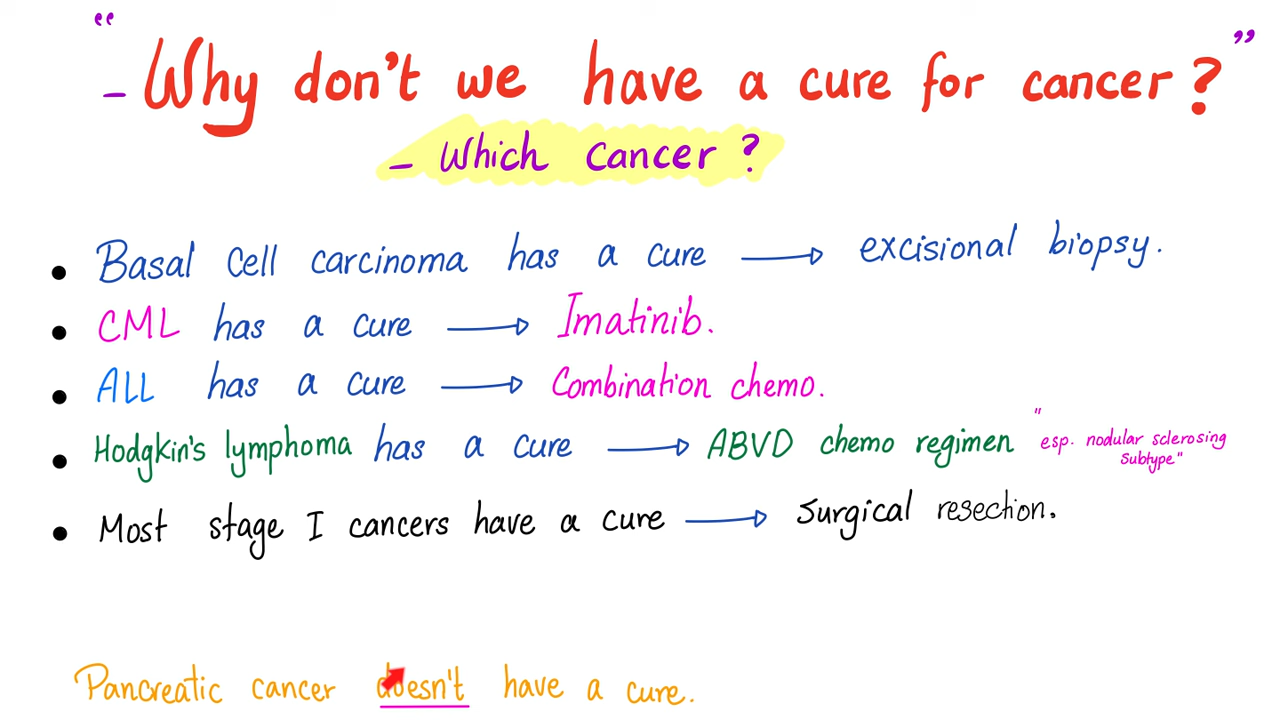 "
– Why don't we have a cure for cancer? "
– Which cancer?
• Basal cell carcinoma has a cure → excisional biopsy.
• CML has a cure → Imatinib.
• ALL has a cure → Combination chemo.
• Hodgkin's lymphoma has a cure → ABVD chemo regimen "esp. nodular sclerosing
subtype"
• Most stage I cancers have a cure → surgical resection.
Pancreatic cancer doesn't have a cure.